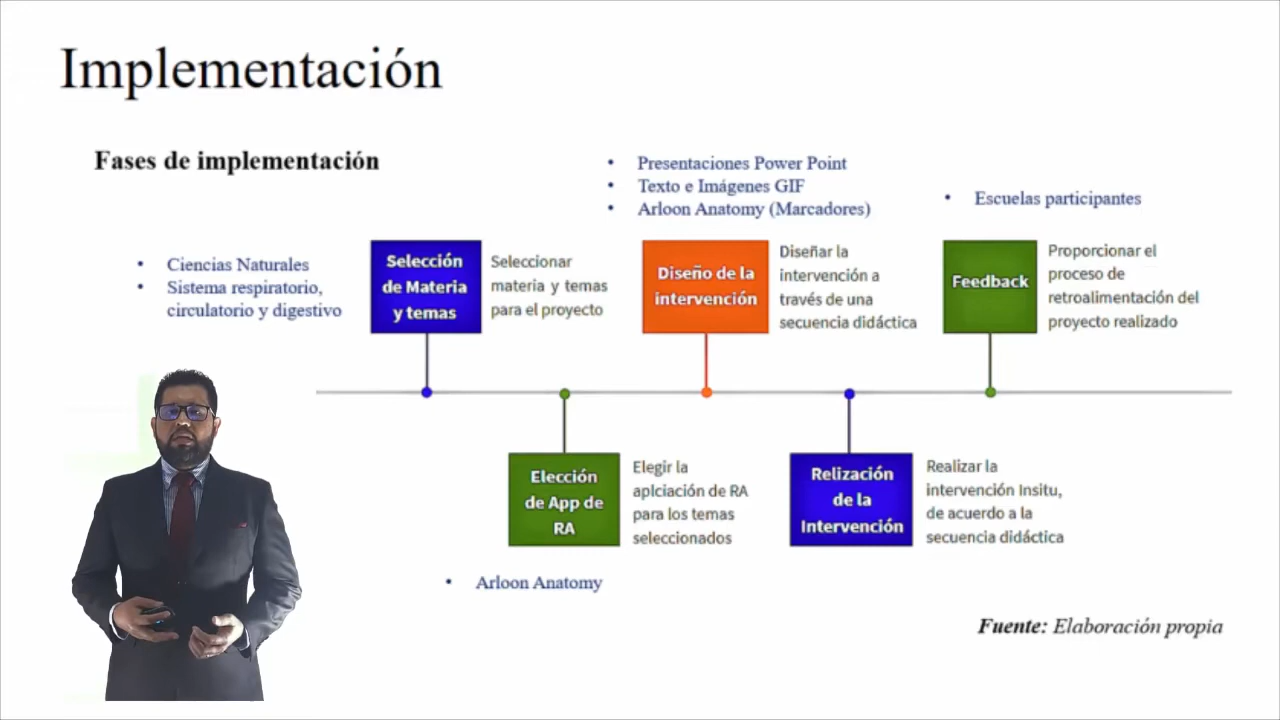 Implementación
Fases de implementación
• Ciencias Naturales
• Sistema respiratorio,
circulatorio y digestivo
Selección
de Materia
y temas
Seleccionar
materia y temas
para el proyecto
• Presentaciones Power Point
• Texto e Imágenes GIF
• Arloon Anatomy (Marcadores)
Diseño de la
intervención
Diseñar la
intervención a
través de una
secuencia didáctica
• Escuelas participantes
Feedback
Proporcionar el
proceso de
retroalimentación del
proyecto realizado
Elección
de App de
RA
Elegir la
aplciación de RA
para los temas
seleccionados
• Arloon Anatomy
Relización
de la
Intervención
Realizar la
intervención Insitu,
de acuerdo a la
secuencia didáctica
Fuente: Elaboración propia